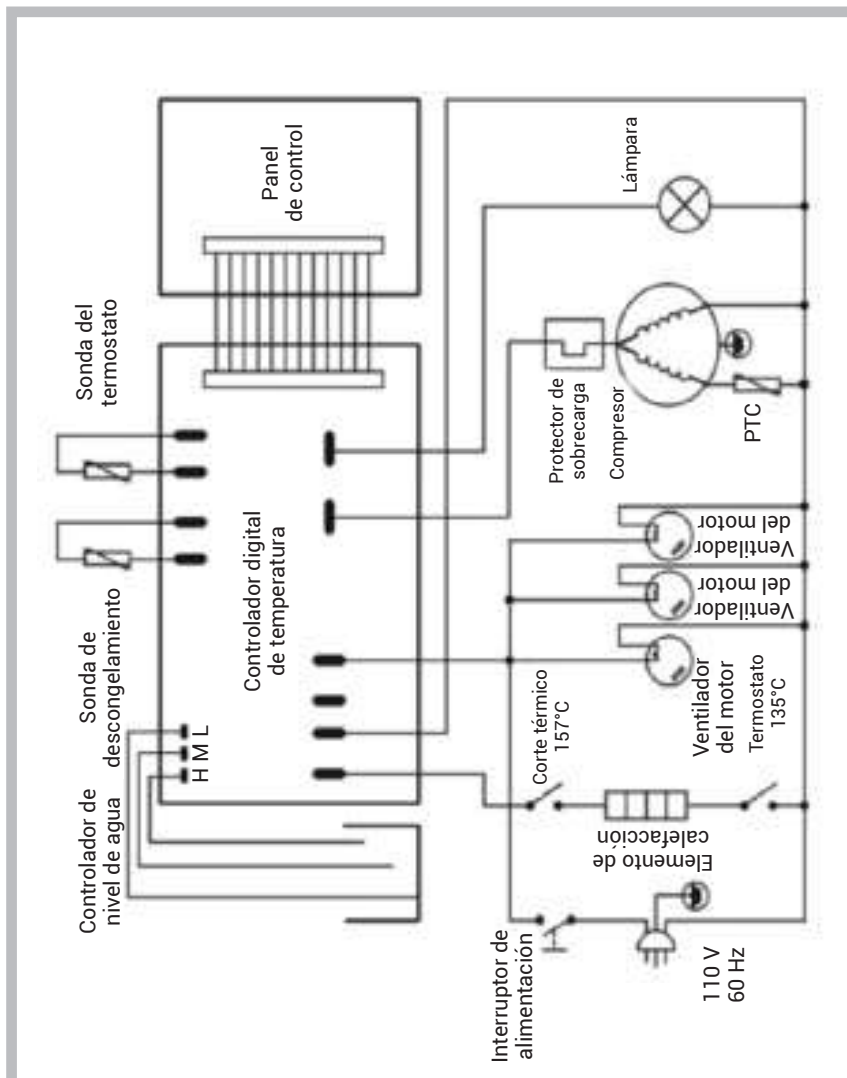 Panel
de control
Lámpara
Sonda del
termostato
Protector de
sobrecarga
Compresor
PTC
Controlador digital
de temperatura
Ventilador
del motor
Ventilador
del motor
Ventilador
del motor
Termostato
135°C
Sonda de
descongelamiento
H M L
Corte térmico
157°C
Elemento de
calefacción
Controlador de
nivel de agua
Interruptor de
alimentación
110 V
60 Hz